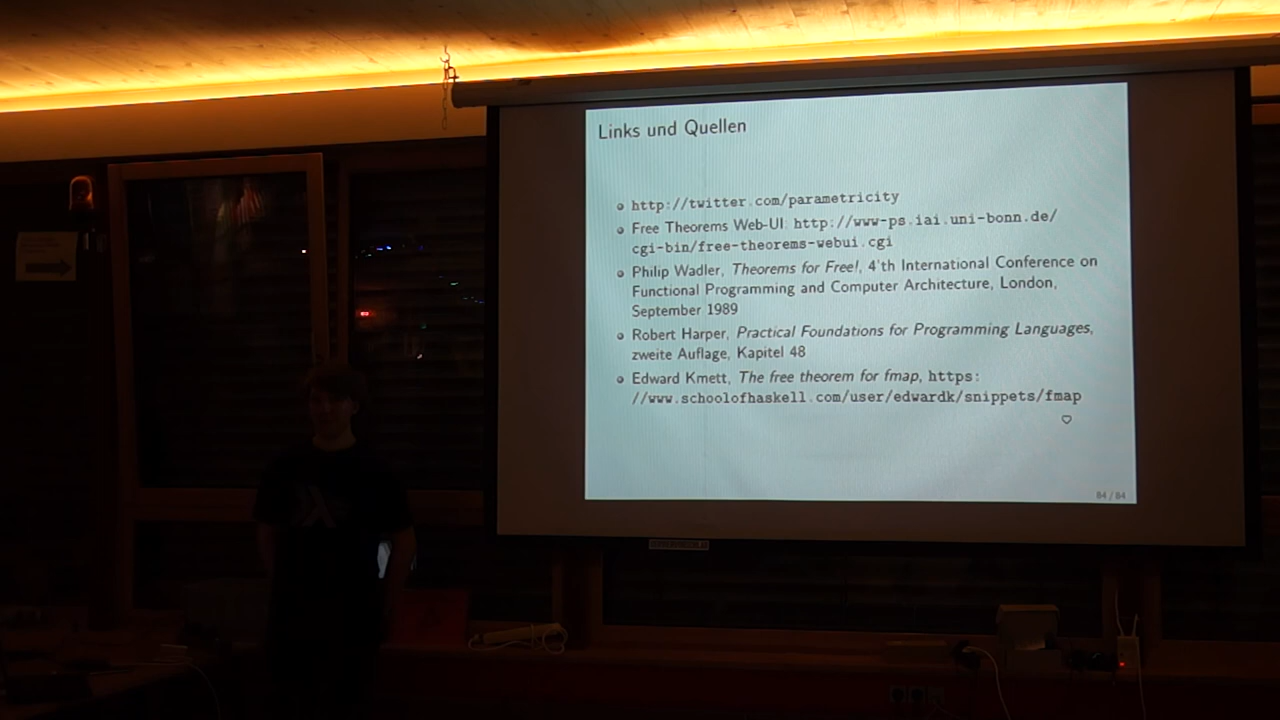 Links und Quellen
http://twitter.com/parametricity
Free Theorems Web-UI: http://www-ps.iai.uni-bonn.de/
cgi-bin/free-theorems-webui.cgi
Philip Wadler, Theorems for Free!, 4'th International Conference on
Functional Programming and Computer Architecture, London,
September 1989
Robert Harper, Practical Foundations for Programming Languages,
zweite Auflage, Kapitel 48
Edward Kmett, The free theorem for fmap, https:
//www.schoolofhaskell.com/user/edwardk/snippets/fmap
84 / 84